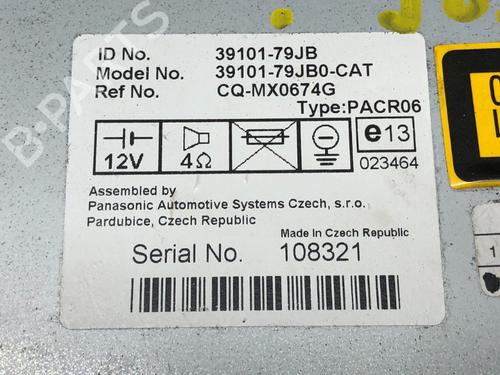 ID No. 39101-79JB
Model No. 39101-79JB0-CAT
Ref No. CQ-MX0674G
Type:PACR06
12V
4Ω
e13
023464
Assembled by
Panasonic Automotive Systems Czech, s.r.o.
Pardubice, Czech Republic
Made in Czech Republic
Serial No. 108321
B-Parts